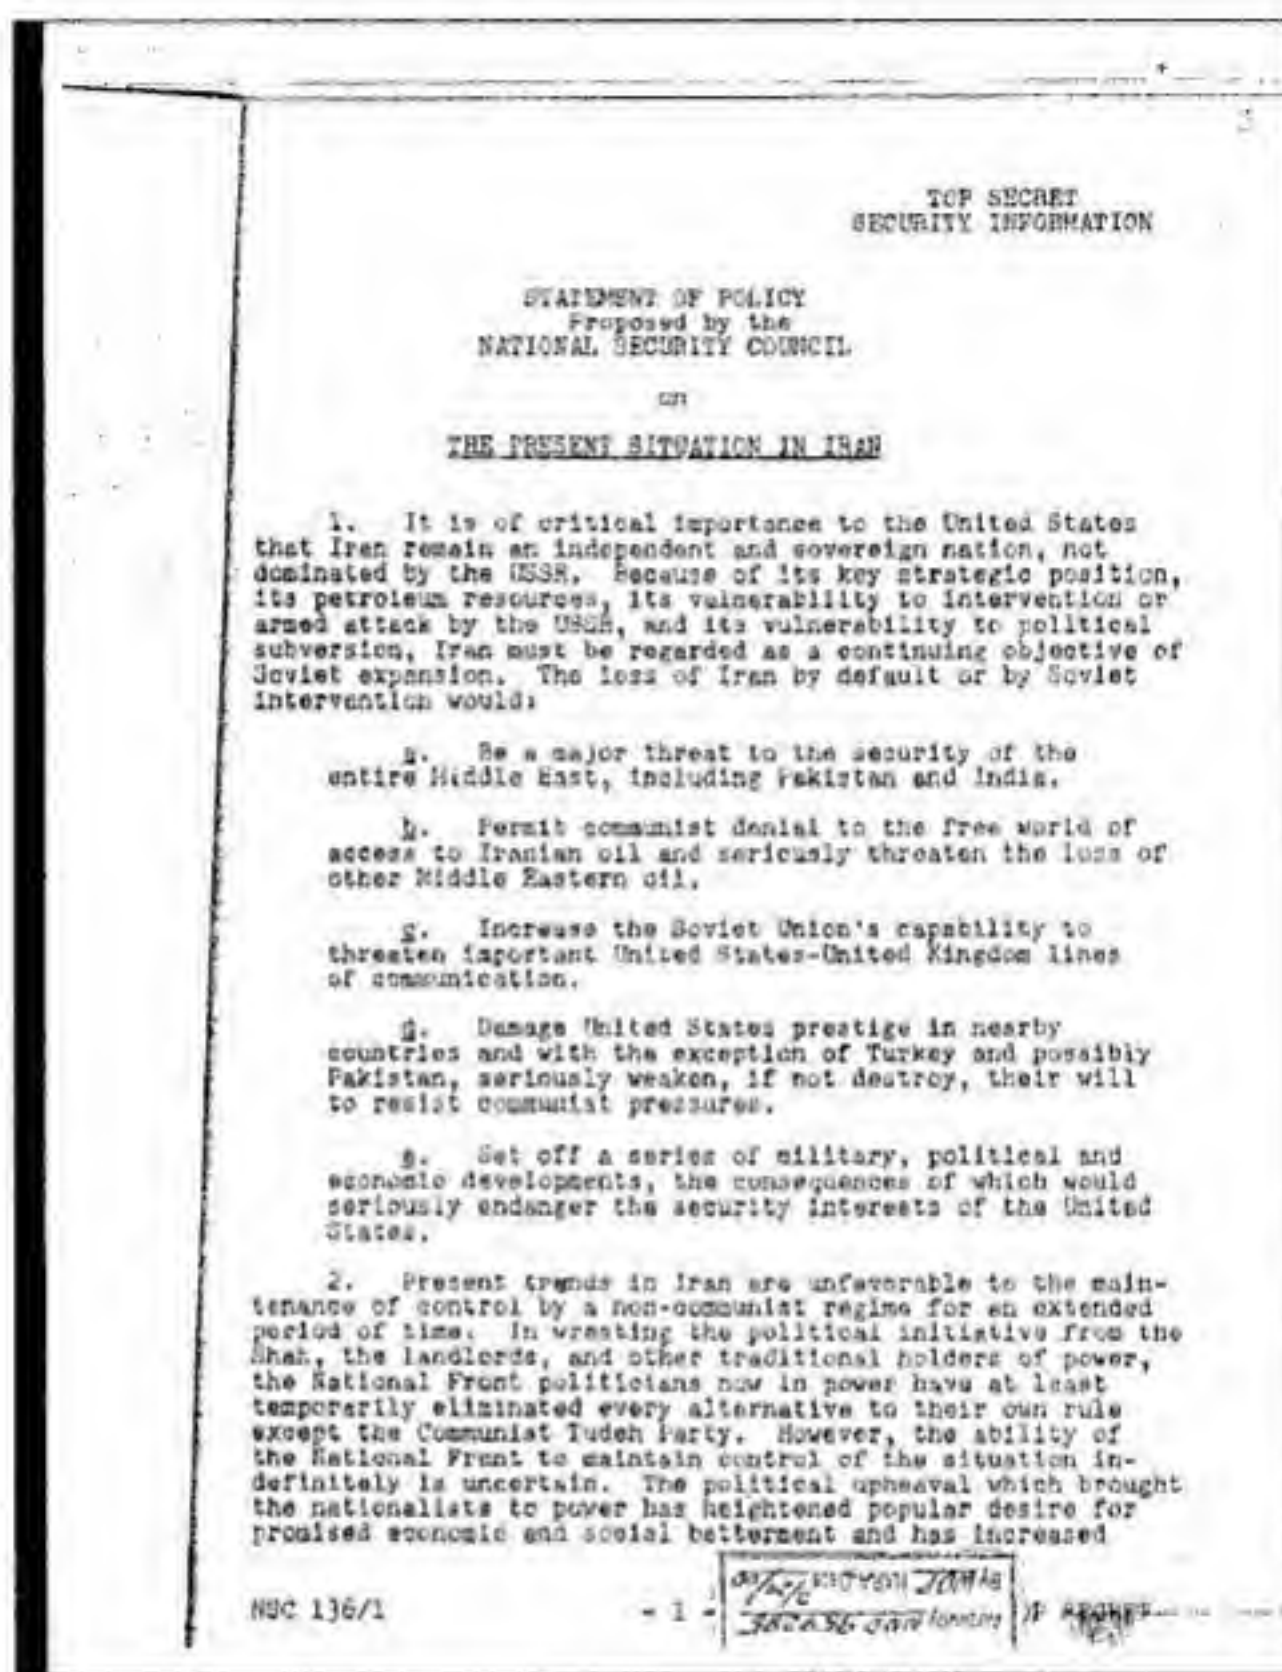 TOP SECRET
SECURITY INFORMATION
STATEMENT OF POLICY
Proposed by the
NATIONAL SECURITY COUNCIL
on
THE PRESENT SITUATION IN IRAN
1. It is of critical importance to the United States
that Iran remain an independent and sovereign nation, not
dominated by the USSR. Because of its key strategic position,
its petroleum resources, its vulnerability to intervention or
armed attack by the USSR, and its vulnerability to political
subversion, Iran must be regarded as a continuing objective of
Soviet expansion. The loss of Iran by default or by Soviet
intervention would:
a. Be a major threat to the security of the
entire Middle East, including Pakistan and India.
b. Permit communist denial to the free world of
access to Iranian oil and seriously threaten the loss of
other Middle Eastern oil.
c. Increase the Soviet Union's capability to
threaten important United States-United Kingdom lines
of communication.
d. Damage United States prestige in nearby
countries and with the exception of Turkey and possibly
Pakistan, seriously weaken, if not destroy, their will
to resist communist pressures.
e. Set off a series of military, political and
economic developments, the consequences of which would
seriously endanger the security interests of the United
States.
2. Present trends in Iran are unfavorable to the main-
tenance of control by a non-communist regime for an extended
period of time. In wresting the political initiative from the
Shah, the landlords, and other traditional holders of power,
the National Front politicians now in power have at least
temporarily eliminated every alternative to their own rule
except the Communist Tudeh Party. However, the ability of
the National Front to maintain control of the situation in-
definitely is uncertain. The political upheaval which brought
the nationalists to power has heightened popular desire for
promised economic and social betterment and has increased
NSC 136/1
- 1 -